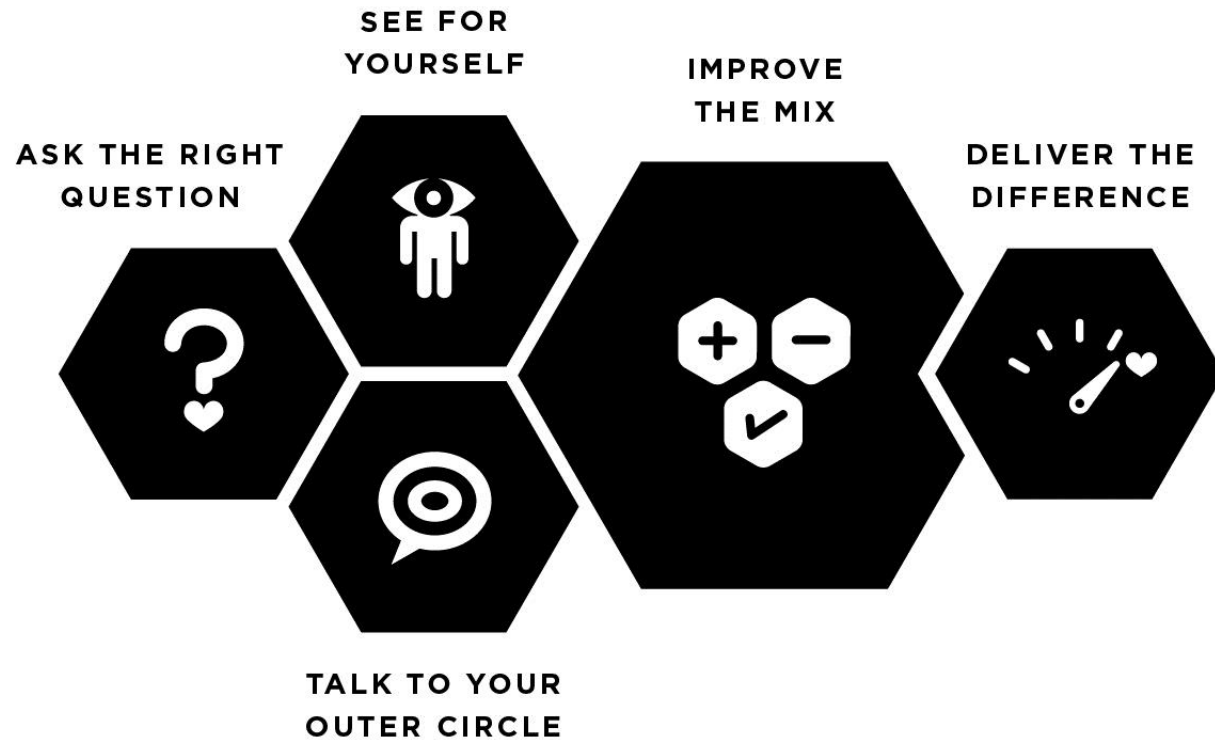 ASK THE RIGHT
QUESTION
SEE FOR
YOURSELF
TALK TO YOUR
OUTER CIRCLE
IMPROVE
THE MIX
DELIVER THE
DIFFERENCE